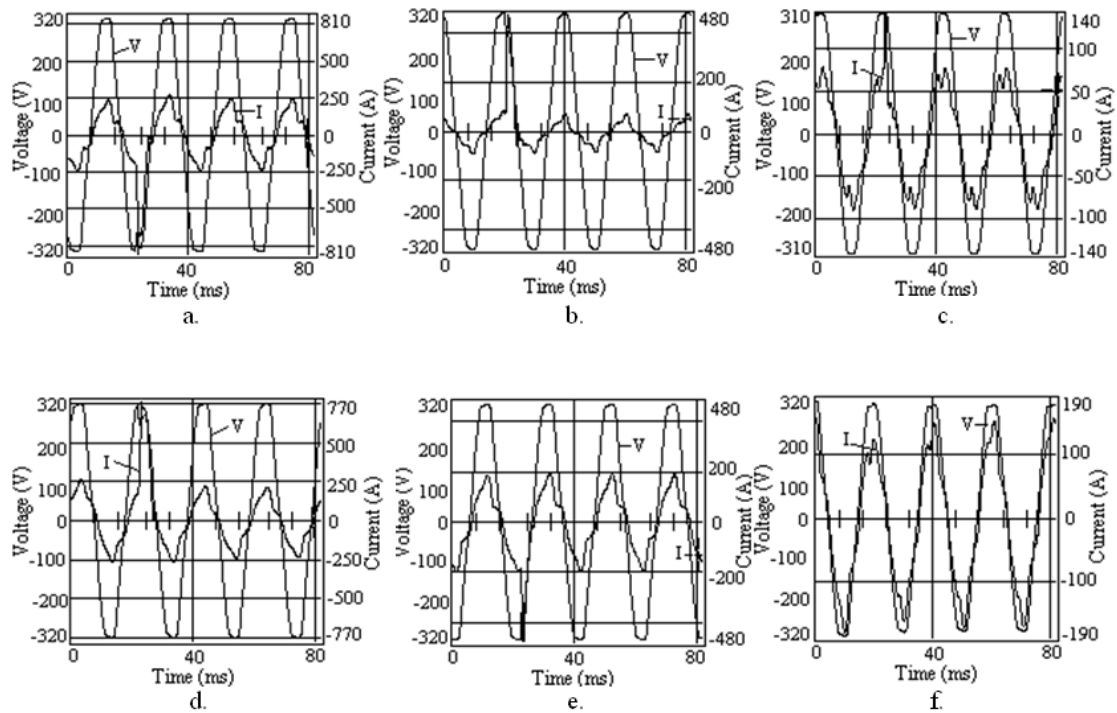 320
200
100
0
-100
-200
-320
Voltage (V)
V
I
810
500
250
0
-250
-500
-810
Current (A)
0
40
80
Time (ms)
a.
320
200
100
0
-100
200
-320
Voltage (V)
V
I
480
200
0
-200
-480
Current (A)
0
40
80
Time (ms)
b.
310
200
100
0
-100
-200
-310
Voltage (V)
I
V
140
100
50
0
-50
-100
-140
Current (A)
0
40
80
Time (ms)
c.
320
200
100
0
-100
-200
-320
Voltage (V)
I
V
770
500
250
0
-250
-500
-770
Current (A)
0
40
80
Time (ms)
d.
320
200
100
0
-100
-200
-320
Voltage (V)
V
I
480
200
0
-200
-480
Current (A)
0
40
80
Time (ms)
e.
320
200
100
0
-100
-200
-320
Voltage (V)
I
V
190
100
0
-100
-190
Current (A)
0
40
80
Time (ms)
f.